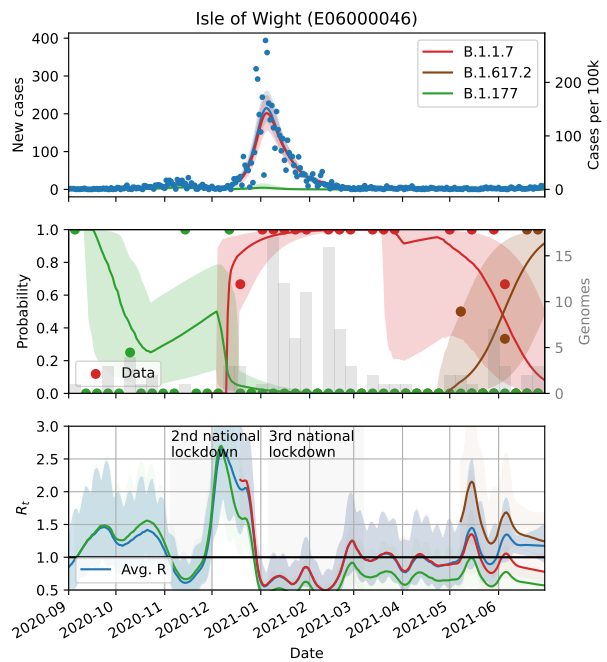 Isle of Wight (E06000046)
400
300
200
100
0
New cases
200
100
0
Cases per 100k
B.1.1.7
B.1.617.2
B.1.177
1.0
0.8
0.6
0.4
0.2
0.0
Probability
15
10
5
0
Genomes
Data
3.0
2.5
2.0
1.5
1.0
0.5
Rt
2nd national
lockdown
3rd national
lockdown
Avg. R
2020-09
2020-10
2020-11
2020-12
2021-01
2021-02
2021-03
2021-04
2021-05
2021-06
Date